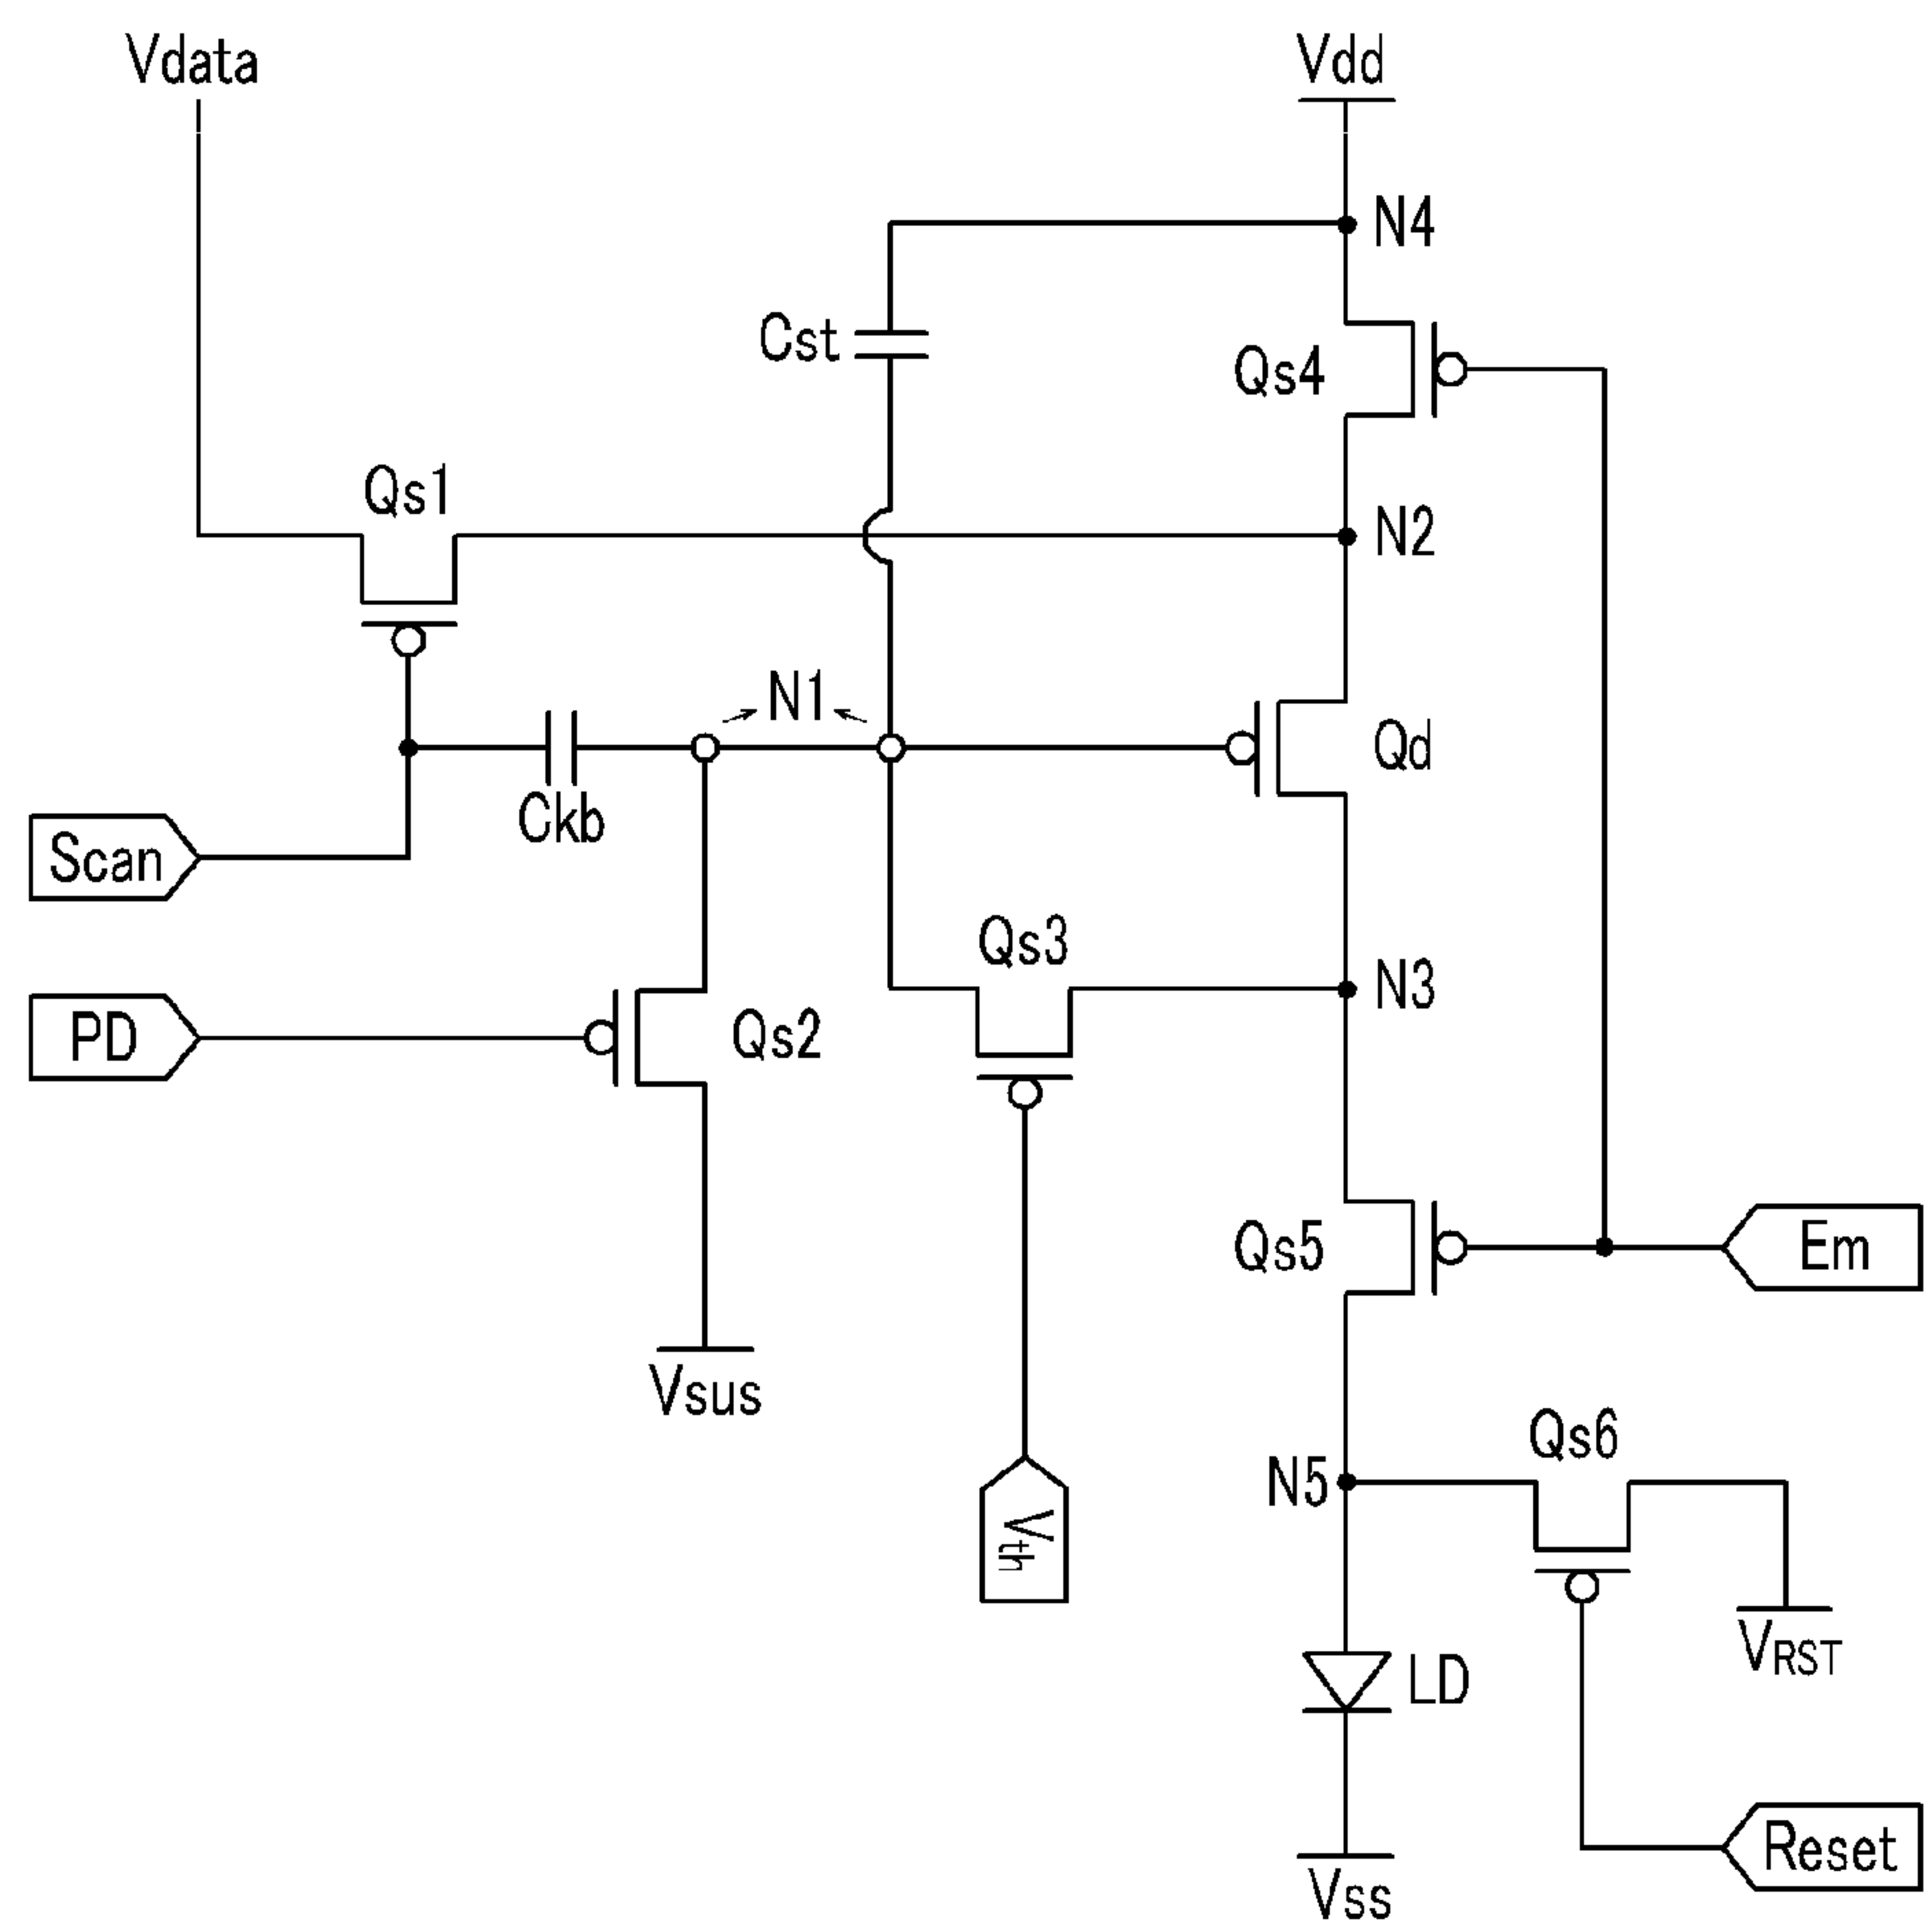 Vdata
Vdd
N4
Cst
Qs4
Qs1
N2
N1
Qd
Ckb
Scan
Qs3
N3
PD
Qs2
Qs5
Em
Vsus
Qs6
N5
Vth
VRST
LD
Reset
Vss